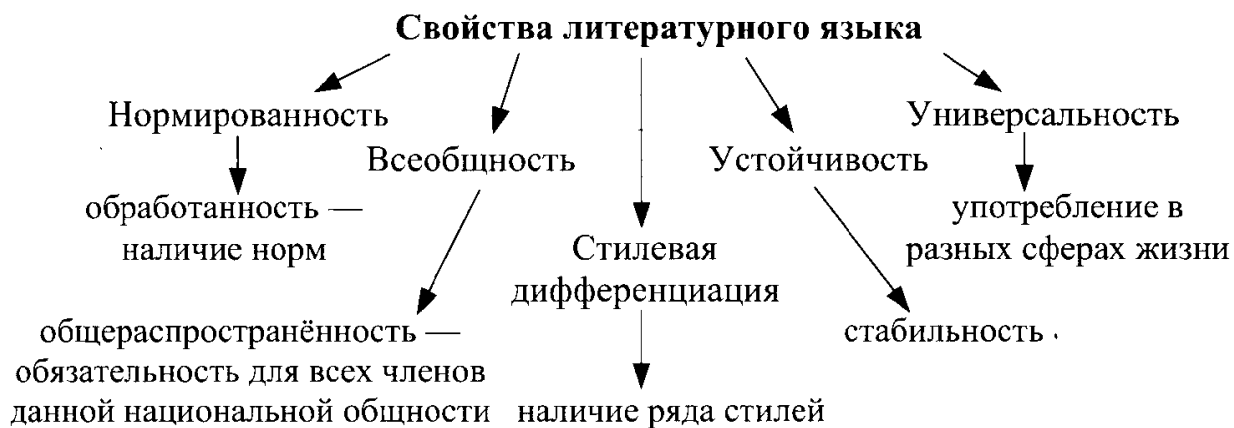 Свойства литературного языка
Нормированность
Универсальность
Всеобщность
Устойчивость
обработанность —
наличие норм
употребление в
разных сферах жизни
Стилевая
дифференциация
общераспространённость —
обязательность для всех членов
данной национальной общности
стабильность
наличие ряда стилей